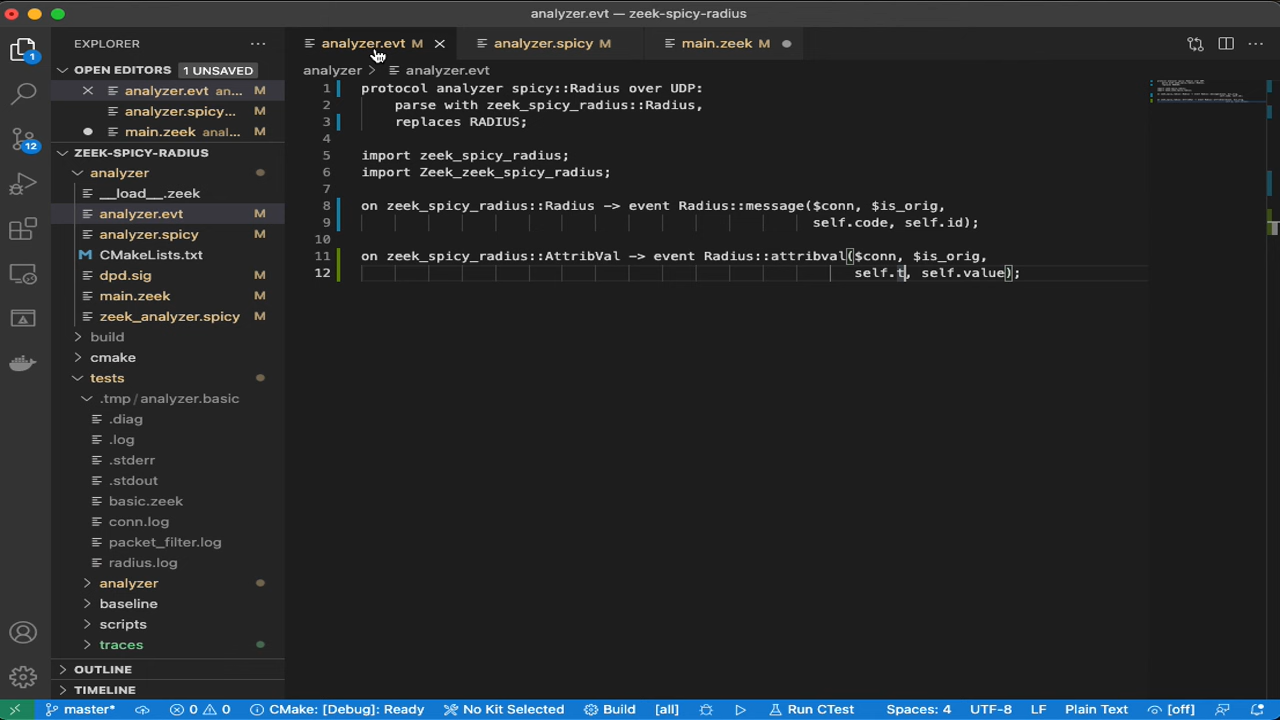 analyzer.evt — zeek-spicy-radius
EXPLORER
analyzer.evt M
analyzer.spicy M
main.zeek M
OPEN EDITORS 1 UNSAVED
analyzer.evt an... M
analyzer.spicy... M
main.zeek anal... M
ZEEK-SPICY-RADIUS
analyzer
__load__.zeek
analyzer.evt M
analyzer.spicy M
CMakeLists.txt
dpd.sig M
main.zeek M
zeek_analyzer.spicy M
build
cmake
tests
.tmp/analyzer.basic
.diag
.log
.stderr
.stdout
basic.zeek
conn.log
packet_filter.log
radius.log
analyzer
baseline
scripts
traces
OUTLINE
TIMELINE
1
12
analyzer > analyzer.evt
1 protocol analyzer spicy::Radius over UDP:
2 parse with zeek_spicy_radius::Radius,
3 replaces RADIUS;
4
5 import zeek_spicy_radius;
6 import Zeek_zeek_spicy_radius;
7
8 on zeek_spicy_radius::Radius -> event Radius::message($conn, $is_orig,
9 self.code, self.id);
10
11 on zeek_spicy_radius::AttribVal -> event Radius::attribval($conn, $is_orig,
12 self.t, self.value);
master* 0 0 CMake: [Debug]: Ready No Kit Selected Build [all] Run CTest Spaces: 4 UTF-8 LF Plain Text [off]